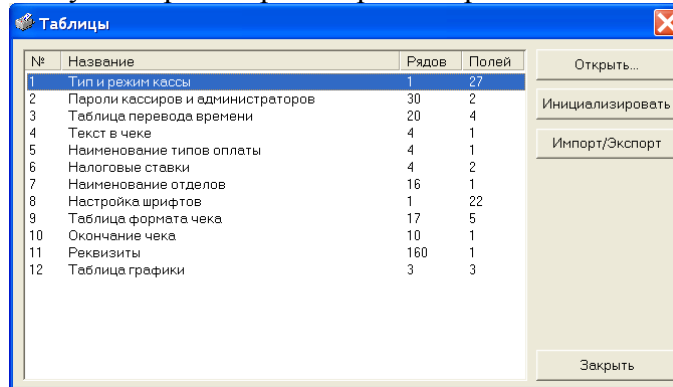 Таблицы
№ Название Рядов Полей
1 Тип и режим кассы 1 27
2 Пароли кассиров и администраторов 30 2
3 Таблица перевода времени 20 4
4 Текст в чеке 4 1
5 Наименование типов оплаты 4 1
6 Налоговые ставки 4 2
7 Наименование отделов 16 1
8 Настройка шрифтов 1 22
9 Таблица формата чека 17 5
10 Окончание чека 10 1
11 Реквизиты 160 1
12 Таблица графики 3 3
Открыть...
Инициализировать
Импорт/Экспорт
Закрыть